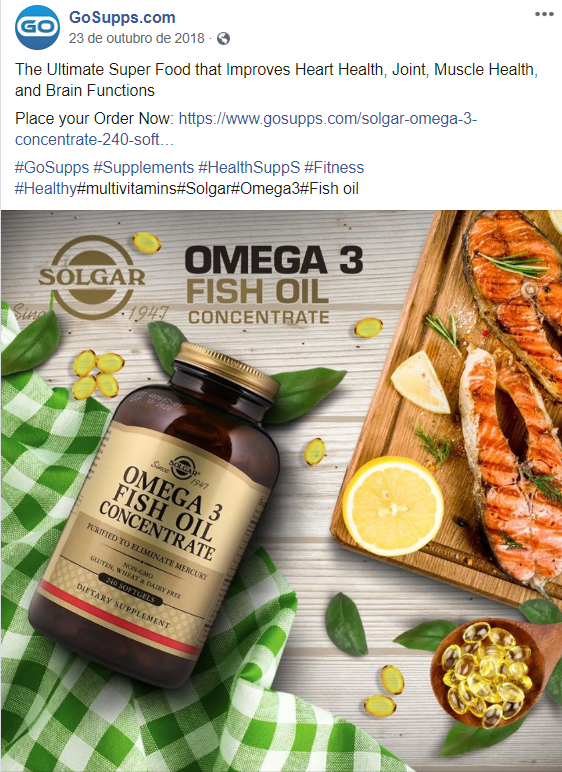 GoSupps.com
23 de outubro de 2018 ·
The Ultimate Super Food that Improves Heart Health, Joint, Muscle Health,
and Brain Functions
Place your Order Now: https://www.gosupps.com/solgar-omega-3-
concentrate-240-soft…
#GoSupps #Supplements #HealthSuppS #Fitness
#Healthy#multivitamins#Solgar#Omega3#Fish oil
GO
SOLGAR
Since 1947
OMEGA 3
FISH OIL
CONCENTRATE
SOLGAR
Since 1947
OMEGA 3
FISH OIL
CONCENTRATE
PURIFIED TO ELIMINATE MERCURY
NON-GMO
GLUTEN, WHEAT & DAIRY FREE
240 SOFTGELS
DIETARY SUPPLEMENT